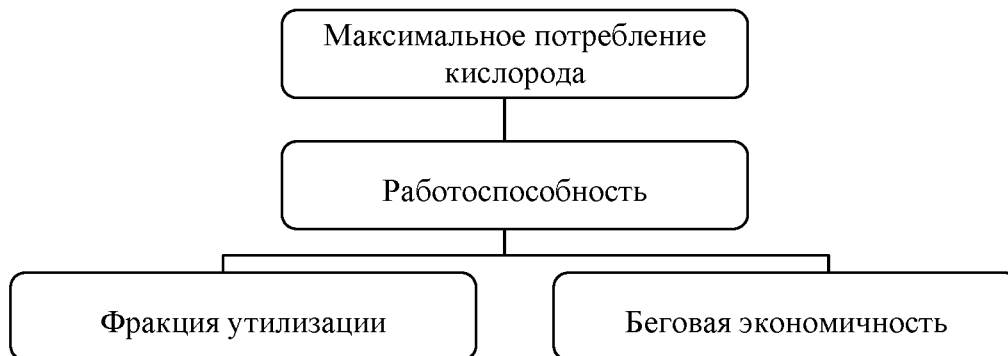 Максимальное потребление
кислорода
Работоспособность
Фракция утилизации
Беговая экономичность